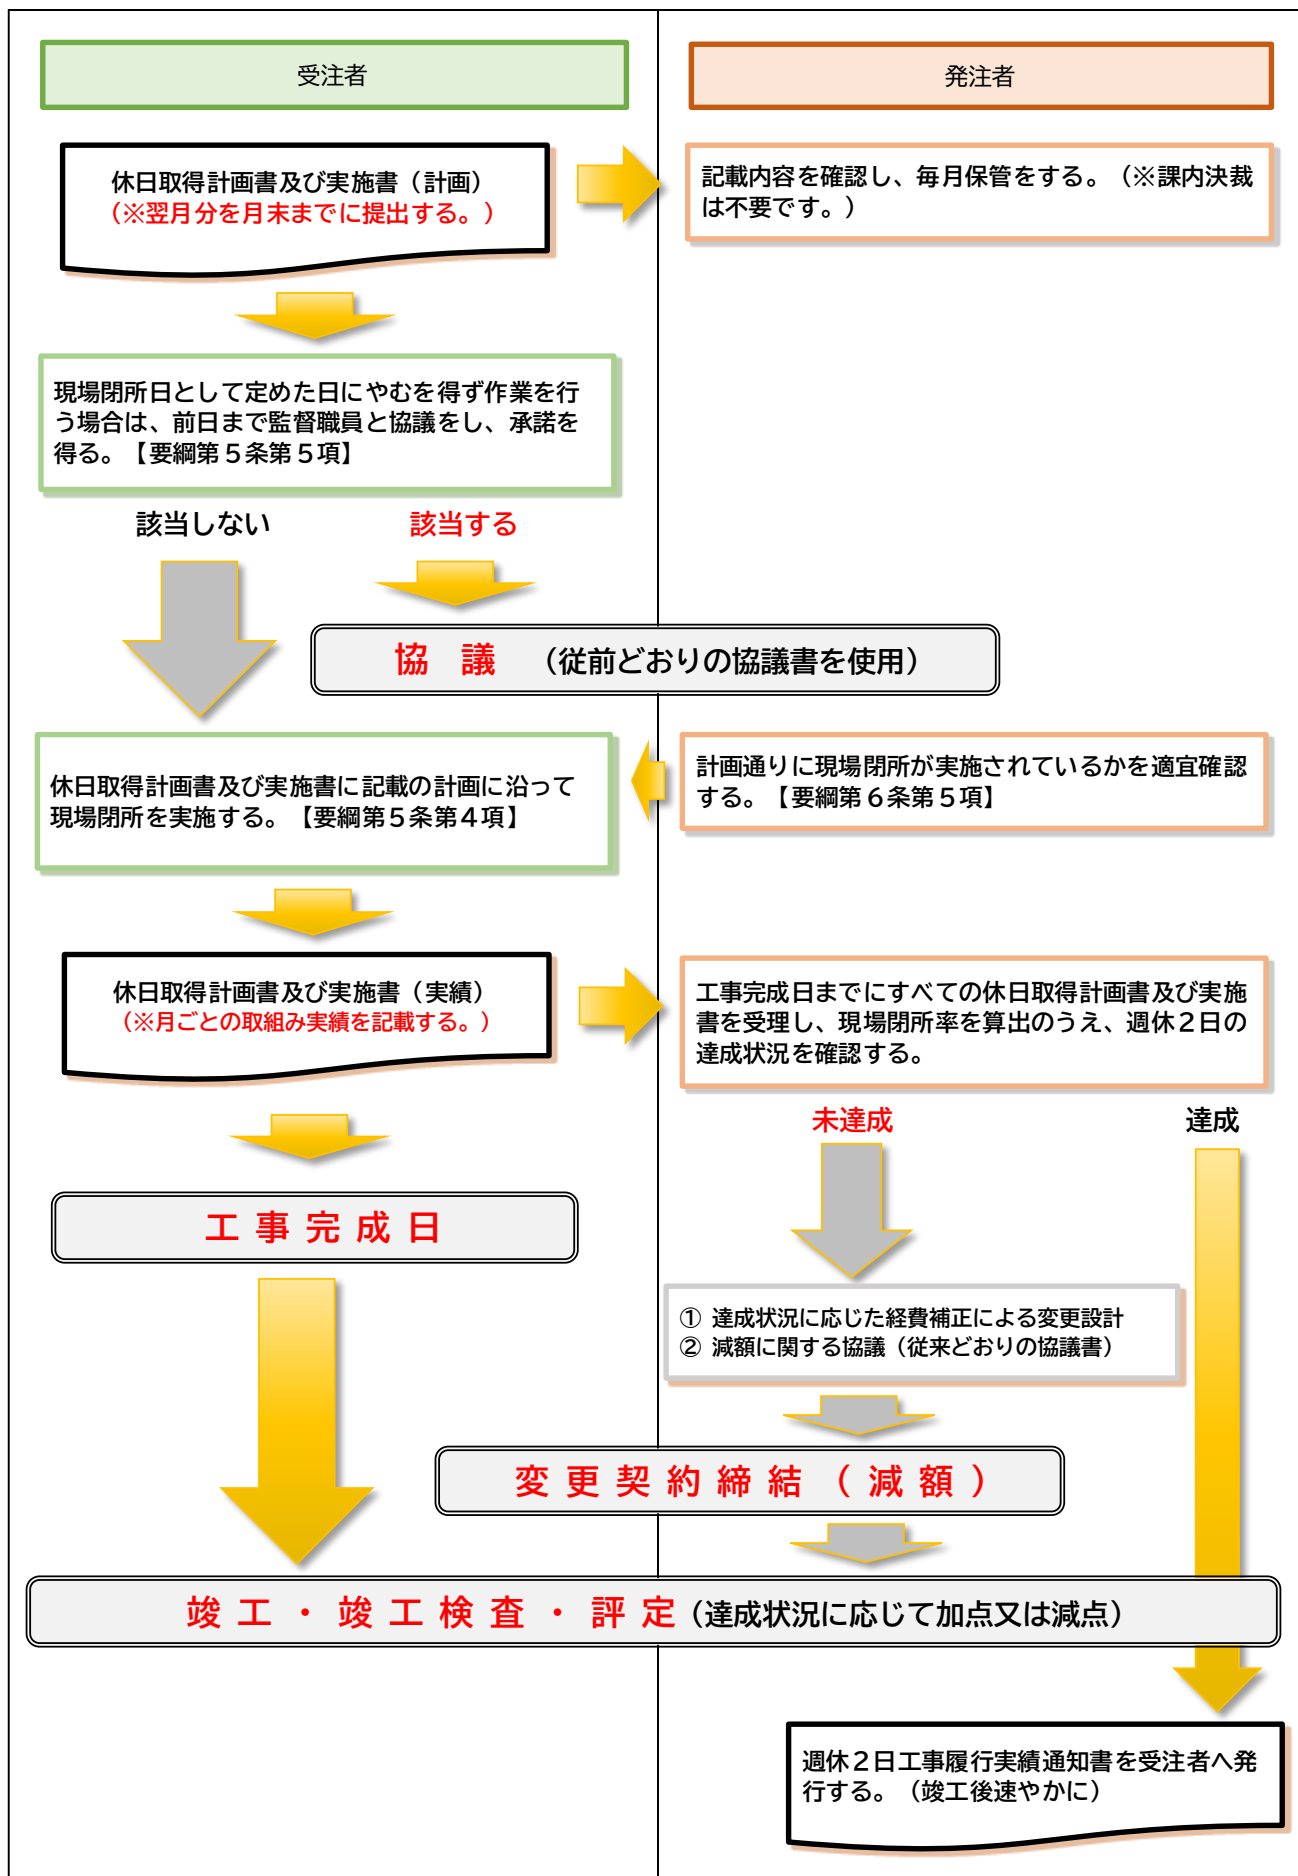 受注者
発注者
休日取得計画書及び実施書（計画）
（※翌月分を月末までに提出する。）
記載内容を確認し、毎月保管をする。（※課内決裁
は不要です。）
現場閉所日として定めた日にやむを得ず作業を行
う場合は、前日まで監督職員と協議をし、承諾を
得る。【要綱第５条第５項】
該当しない
該当する
協　議　（従前どおりの協議書を使用）
休日取得計画書及び実施書に記載の計画に沿って
現場閉所を実施する。【要綱第５条第４項】
計画通りに現場閉所が実施されているかを適宜確認
する。【要綱第６条第５項】
休日取得計画書及び実施書（実績）
（※月ごとの取組み実績を記載する。）
工事完成日までにすべての休日取得計画書及び実施
書を受理し、現場閉所率を算出のうえ、週休２日の
達成状況を確認する。
未達成
達成
工 事 完 成 日
① 達成状況に応じた経費補正による変更設計
② 減額に関する協議（従来どおりの協議書）
変 更 契 約 締 結 （ 減 額 ）
竣 工 ・ 竣 工 検 査 ・ 評 定（達成状況に応じて加点又は減点）
週休２日工事履行実績通知書を受注者へ発
行する。（竣工後速やかに）